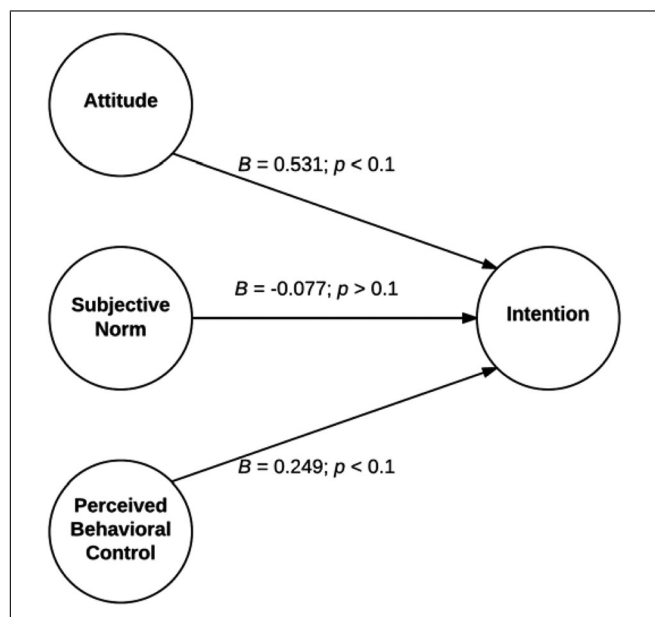 Attitude
B = 0.531; p < 0.1
B = -0.077; p > 0.1
Subjective
Norm
Intention
B = 0.249; p < 0.1
Perceived
Behavioral
Control